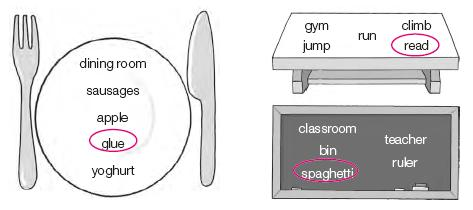 dining room
sausages
apple
glue
yoghurt
gym
climb
run
jump
read
classroom
teacher
bin
ruler
spaghetti